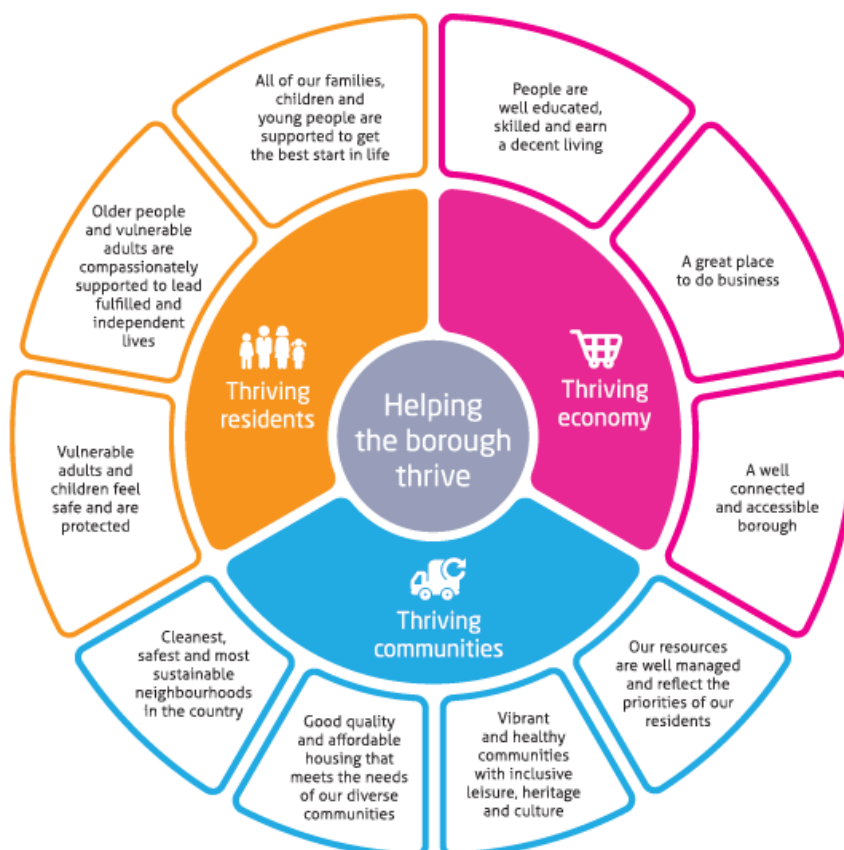 All of our families,
children and
young people are
supported to get
the best start in life
People are
well educated,
skilled and earn
a decent living
Older people
and vulnerable
adults are
compassionately
supported to lead
fulfilled and
independent
lives
A great place
to do business
Thriving
residents
Helping
the borough
thrive
Thriving
economy
Vulnerable
adults and
children feel
safe and are
protected
A well
connected
and accessible
borough
Thriving
communities
Cleanest,
safest and most
sustainable
neighbourhoods
in the country
Good quality
and affordable
housing that
meets the needs
of our diverse
communities
Vibrant
and healthy
communities
with inclusive
leisure, heritage
and culture
Our resources
are well managed
and reflect the
priorities of our
residents